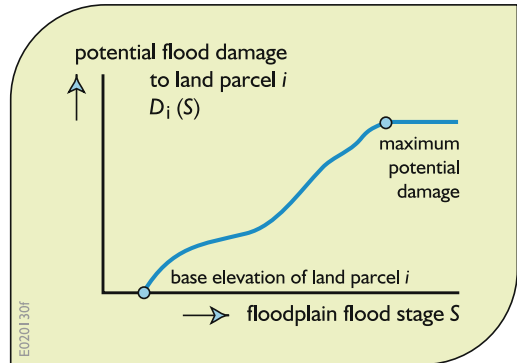 potential flood damage
to land parcel i
Di (S)
maximum
potential
damage
base elevation of land parcel i
floodplain flood stage S
E020130f